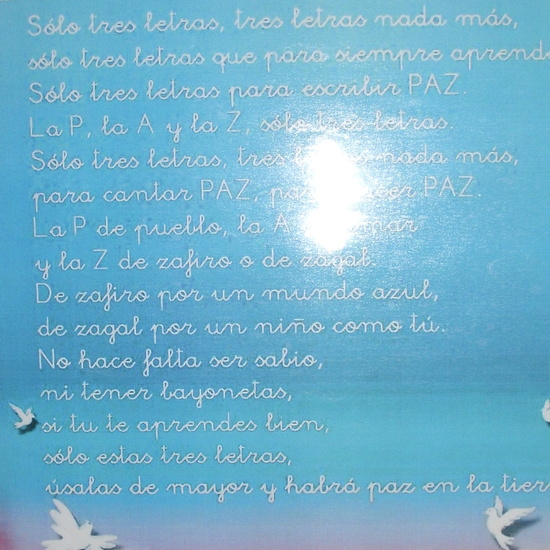 Sólo tres letras, tres letras nada más,
sólo tres letras que para siempre
Sólo tres letras para escribir PAZ.
La P, la A y la Z, sólo tres letras.
Sólo tres letras, tres letras nada más,
para cantar PAZ, PAZ.
La P de pueblo, la A
y la Z de zafiro o de zagal.
De zafiro por un mundo azul,
de zagal por un niño como tú.
No hace falta ser sabio,
ni tener bayonetas,
si tu te aprendes bien,
sólo estas tres letras,
úsalas de mayor y habrá paz en la